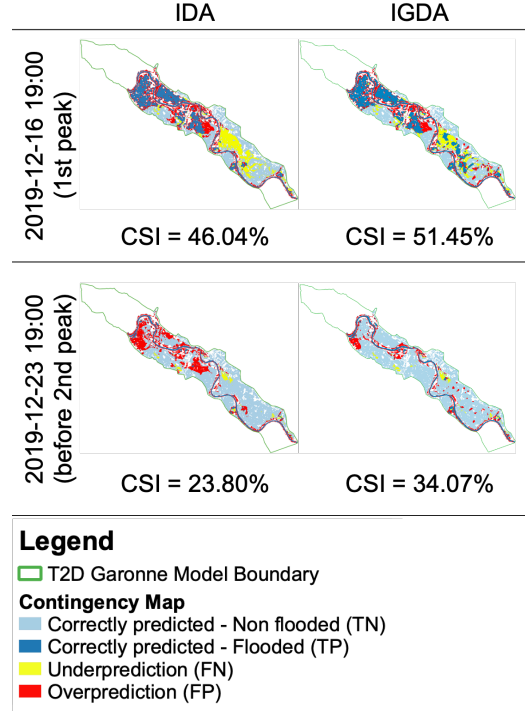 IDA
IGDA
2019-12-16 19:00
(1st peak)
CSI = 46.04%
CSI = 51.45%
2019-12-23 19:00
(before 2nd peak)
CSI = 23.80%
CSI = 34.07%
Legend
T2D Garonne Model Boundary
Contingency Map
Correctly predicted - Non flooded (TN)
Correctly predicted - Flooded (TP)
Underprediction (FN)
Overprediction (FP)